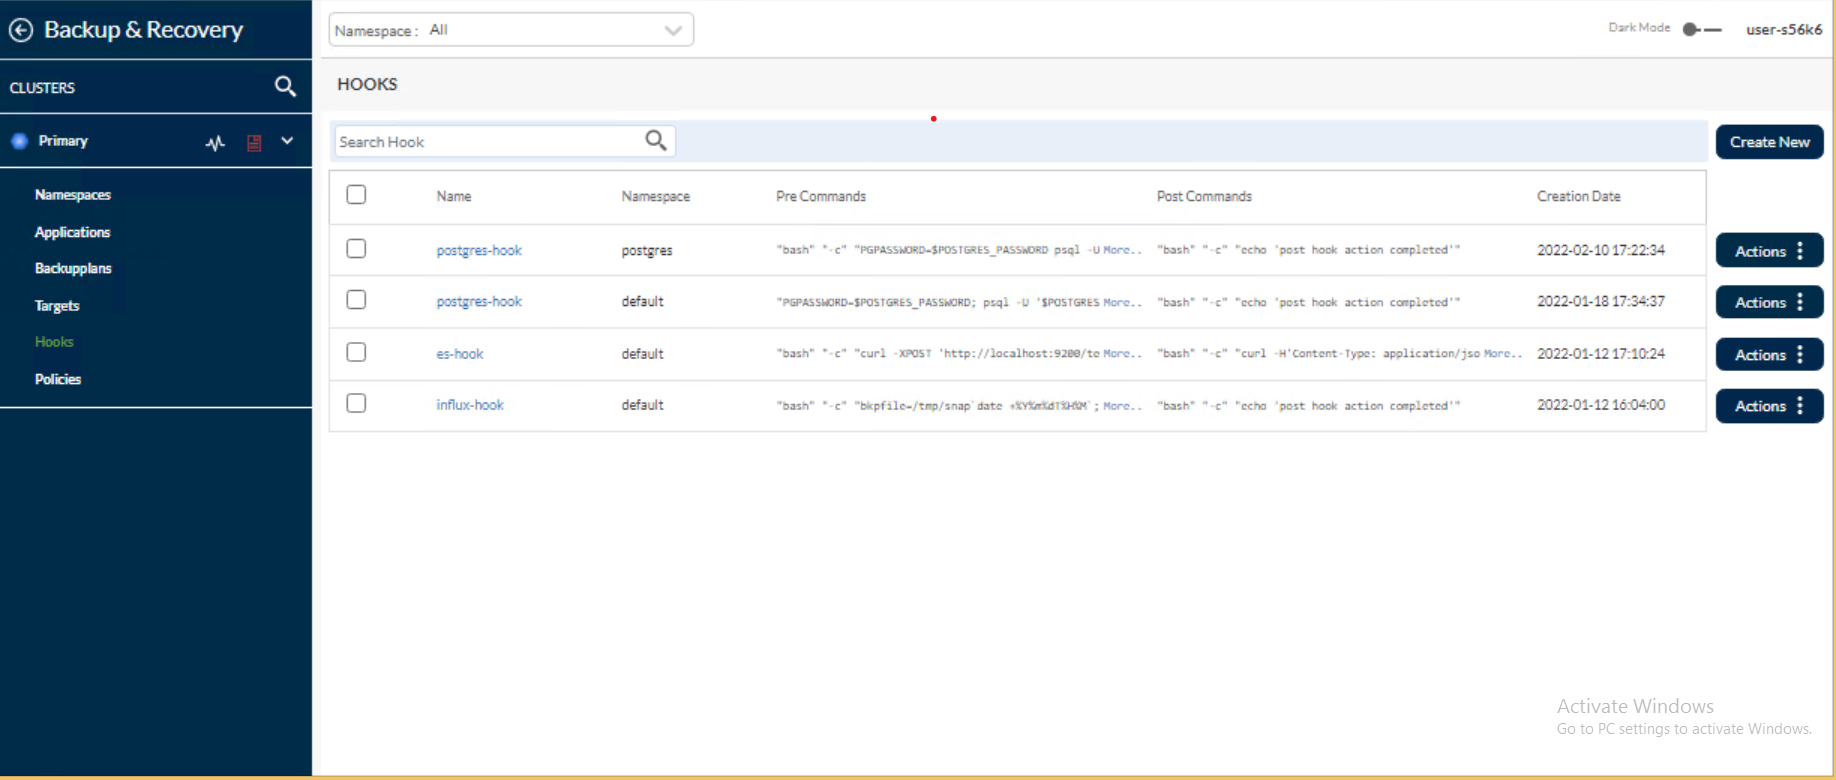 Backup & Recovery
Namespace : All
Dark Mode
user-s56k6
CLUSTERS
HOOKS
Primary
Search Hook
Create New
Namespaces
Applications
Backupplans
Targets
Hooks
Policies
Name Namespace Pre Commands Post Commands Creation Date
postgres-hook postgres "bash" "-c" "PGPASSWORD=$POSTGRES_PASSWORD psql -U More.. "bash" "-c" "echo 'post hook action completed'" 2022-02-10 17:22:34 Actions
postgres-hook default "PGPASSWORD=$POSTGRES_PASSWORD; psql -U '$POSTGRES More.. "bash" "-c" "echo 'post hook action completed'" 2022-01-18 17:34:37 Actions
es-hook default "bash" "-c" "curl -XPOST 'http://localhost:9200/te More.. "bash" "-c" "curl -H'Content-Type: application/jso More.. 2022-01-12 17:10:24 Actions
influx-hook default "bash" "-c" "bkpfile=/tmp/snap`date +%Y%m%dT%H%M`; More.. "bash" "-c" "echo 'post hook action completed'" 2022-01-12 16:04:00 Actions
Activate Windows
Go to PC settings to activate Windows.